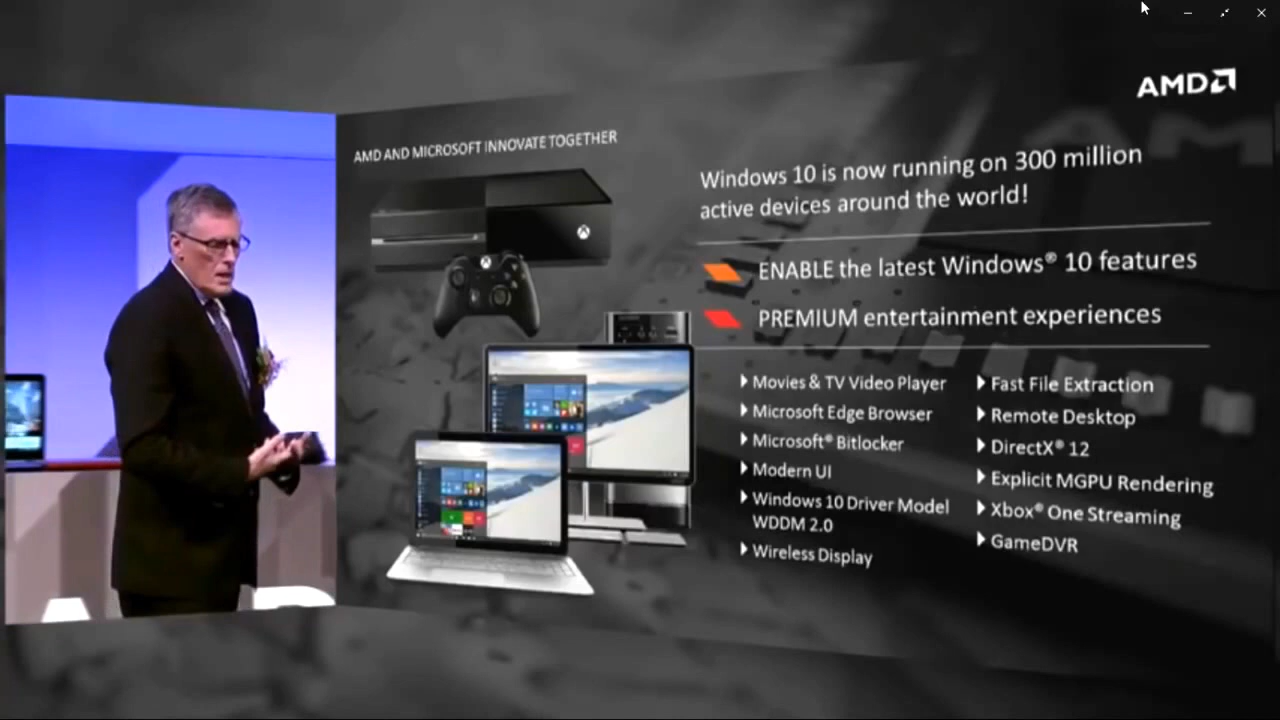 AMD
AMD AND MICROSOFT INNOVATE TOGETHER
Windows 10 is now running on 300 million
active devices around the world!
ENABLE the latest Windows® 10 features
PREMIUM entertainment experiences
Movies & TV Video Player
Microsoft Edge Browser
Microsoft® Bitlocker
Modern UI
Windows 10 Driver Model
WDDM 2.0
Wireless Display
Fast File Extraction
Remote Desktop
DirectX® 12
Explicit MGPU Rendering
Xbox® One Streaming
GameDVR